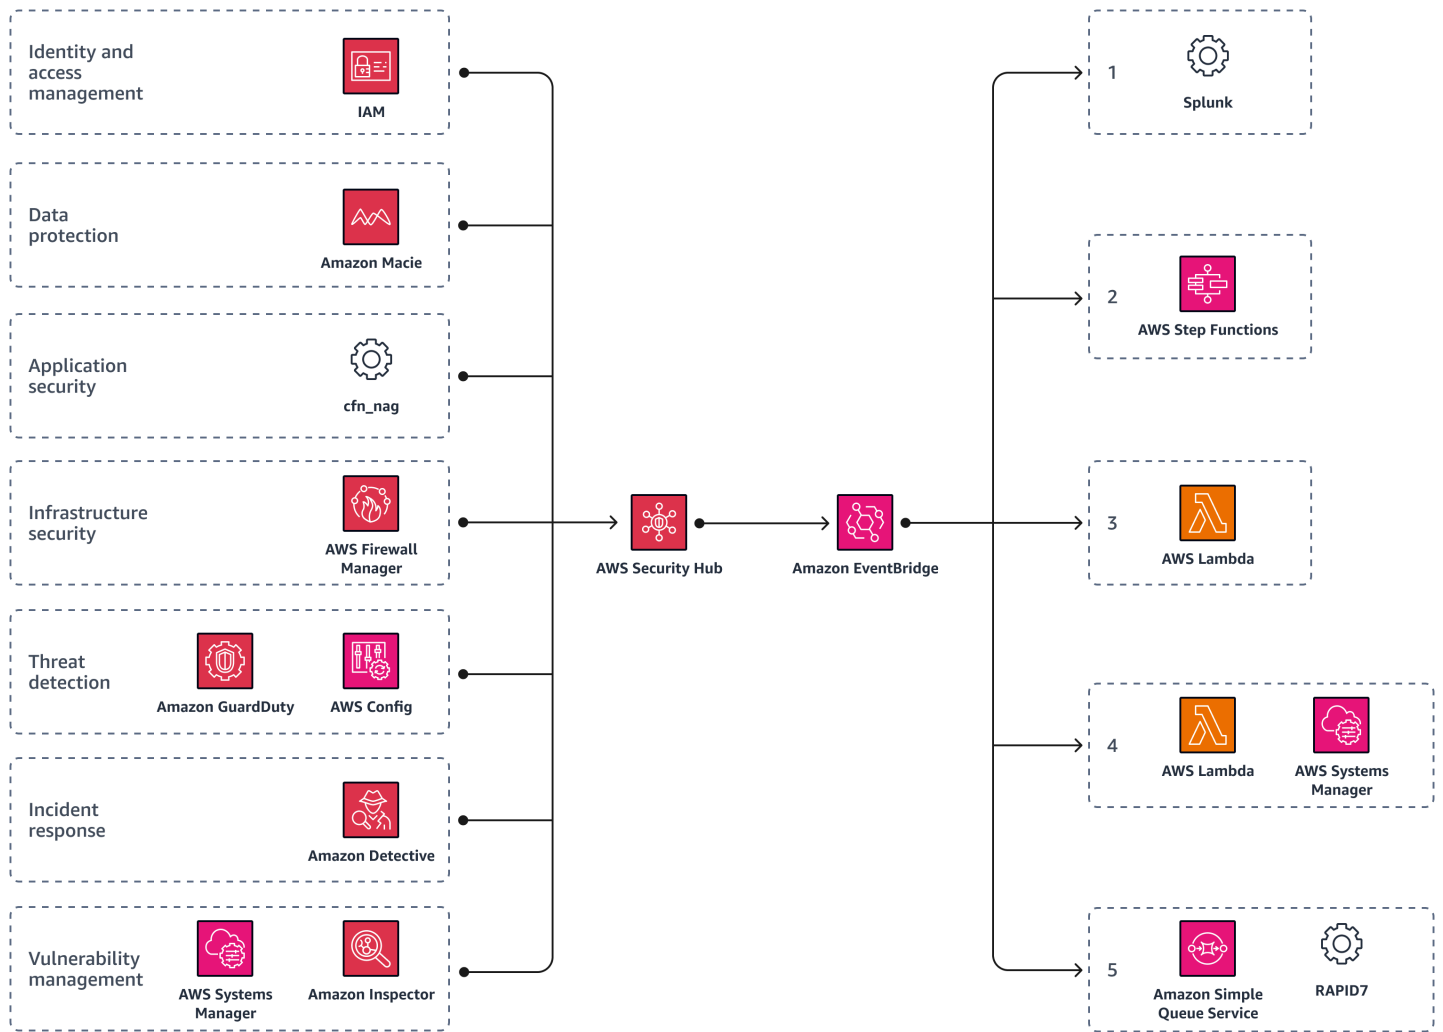 Identity and
access
management
IAM
Data
protection
Amazon Macie
Application
security
cfn_nag
Infrastructure
security
AWS Firewall
Manager
Threat
detection
Amazon GuardDuty
AWS Config
Incident
response
Amazon Detective
Vulnerability
management
AWS Systems
Manager
Amazon Inspector
AWS Security Hub
Amazon EventBridge
1
Splunk
2
AWS Step Functions
3
AWS Lambda
4
AWS Lambda
AWS Systems
Manager
5
Amazon Simple
Queue Service
RAPID7